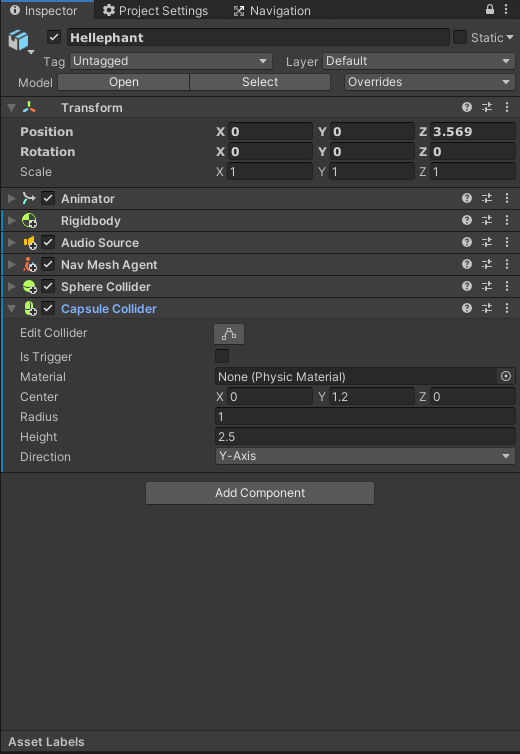 Inspector Project Settings Navigation
Hellephant Static
Tag Untagged Layer Default
Model Open Select Overrides
Transform
Position X 0 Y 0 Z 3.569
Rotation X 0 Y 0 Z 0
Scale X 1 Y 1 Z 1
Animator
Rigidbody
Audio Source
Nav Mesh Agent
Sphere Collider
Capsule Collider
Edit Collider
Is Trigger
Material None (Physic Material)
Center X 0 Y 1.2 Z 0
Radius 1
Height 2.5
Direction Y-Axis
Add Component
Asset Labels